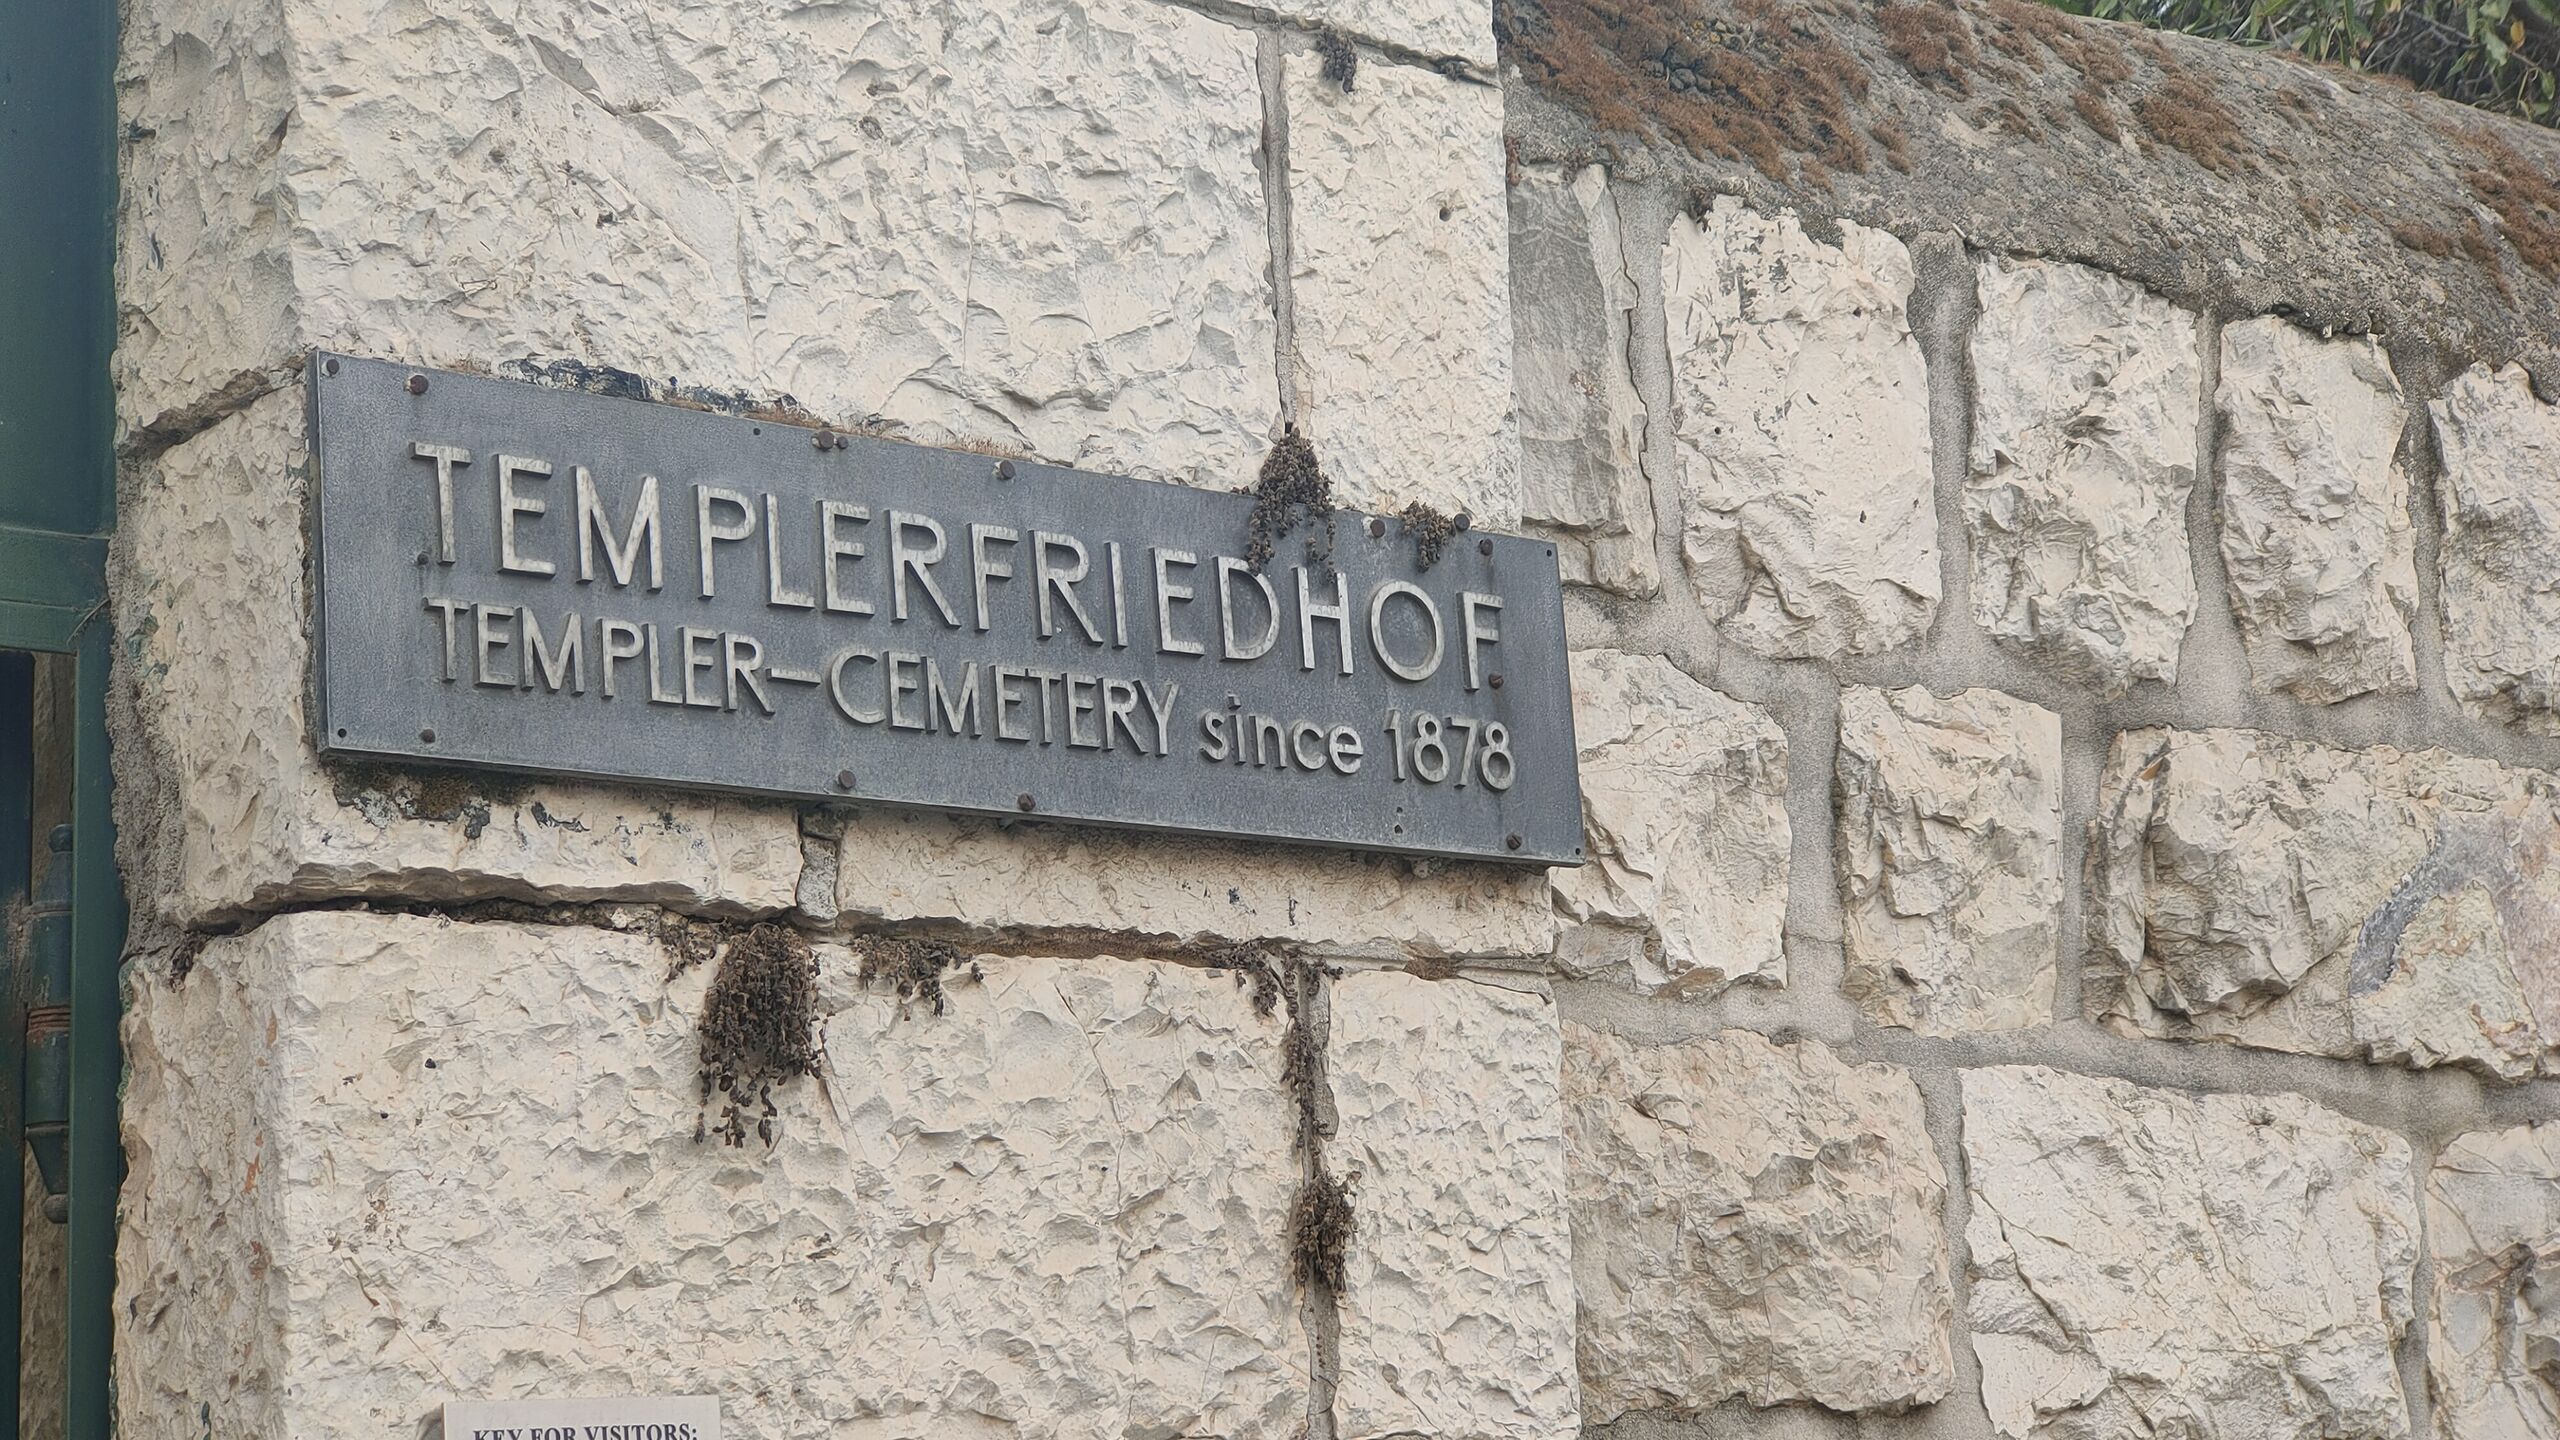 TEMPLERFRIEDHOF
TEMPLER-CEMETERY since 1878
KEY FOR VISITORS: